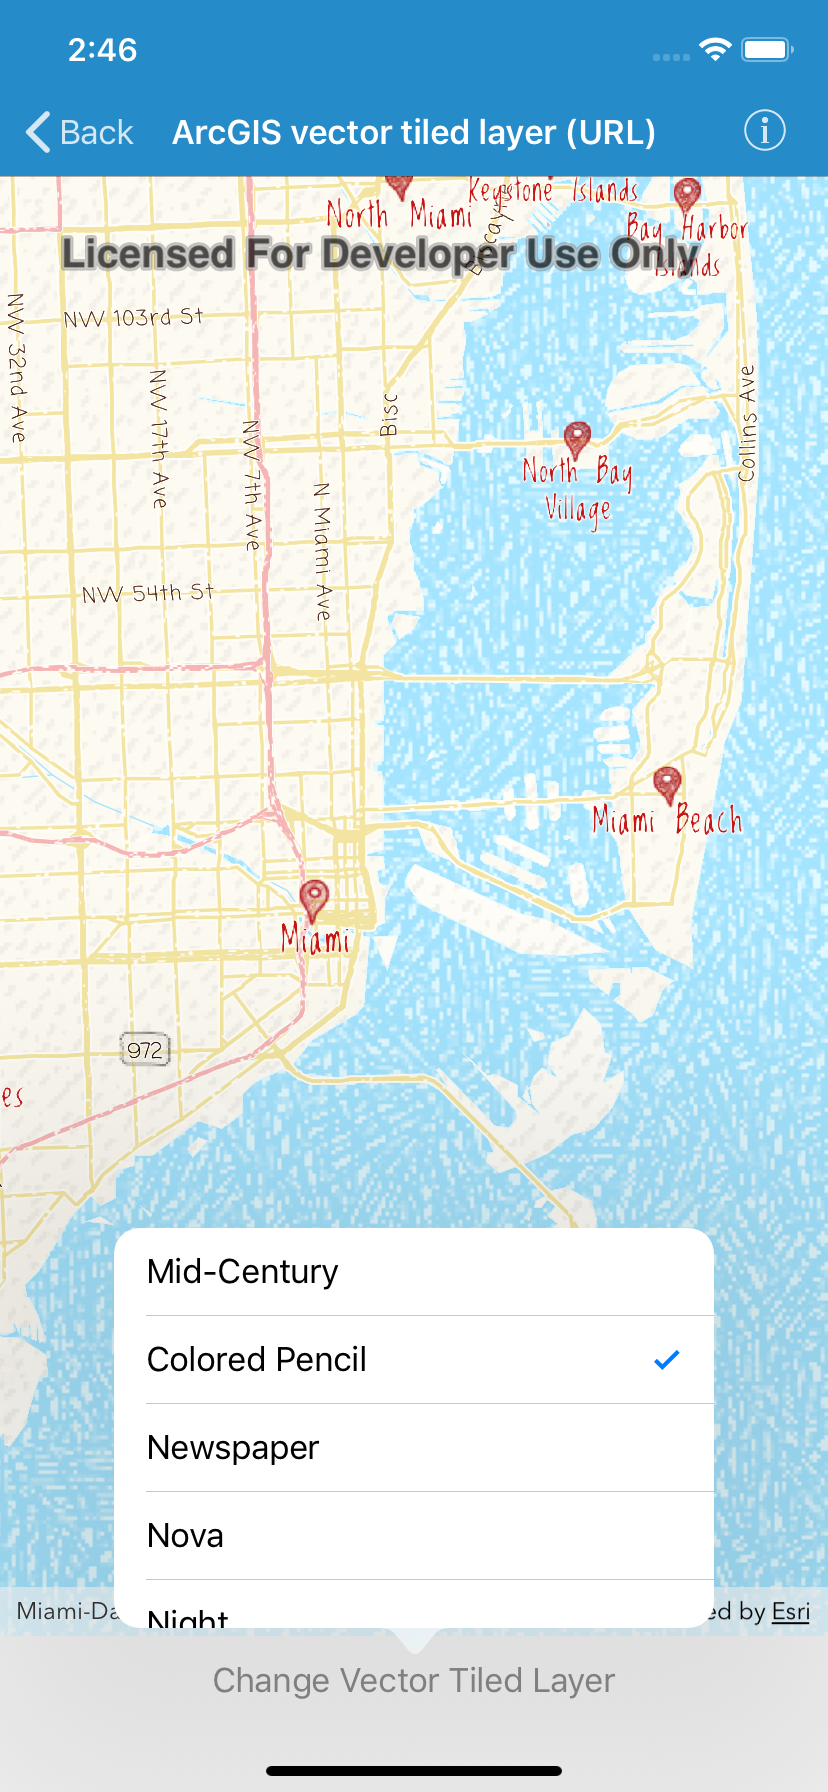 2:46
Back
ArcGIS vector tiled layer (URL)
Keystone Islands
North Miami
Bay Harbor
Islands
Licensed For Developer Use Only
NW 103rd St
NW 32nd Ave
NW 17th Ave
NW 7th Ave
N Miami Ave
Bisc
Collins Ave
North Bay
Village
NW 54th St
Miami Beach
Miami
972
es
Mid-Century
Colored Pencil
Newspaper
Nova
Night
Miami-Da
ed by Esri
Change Vector Tiled Layer